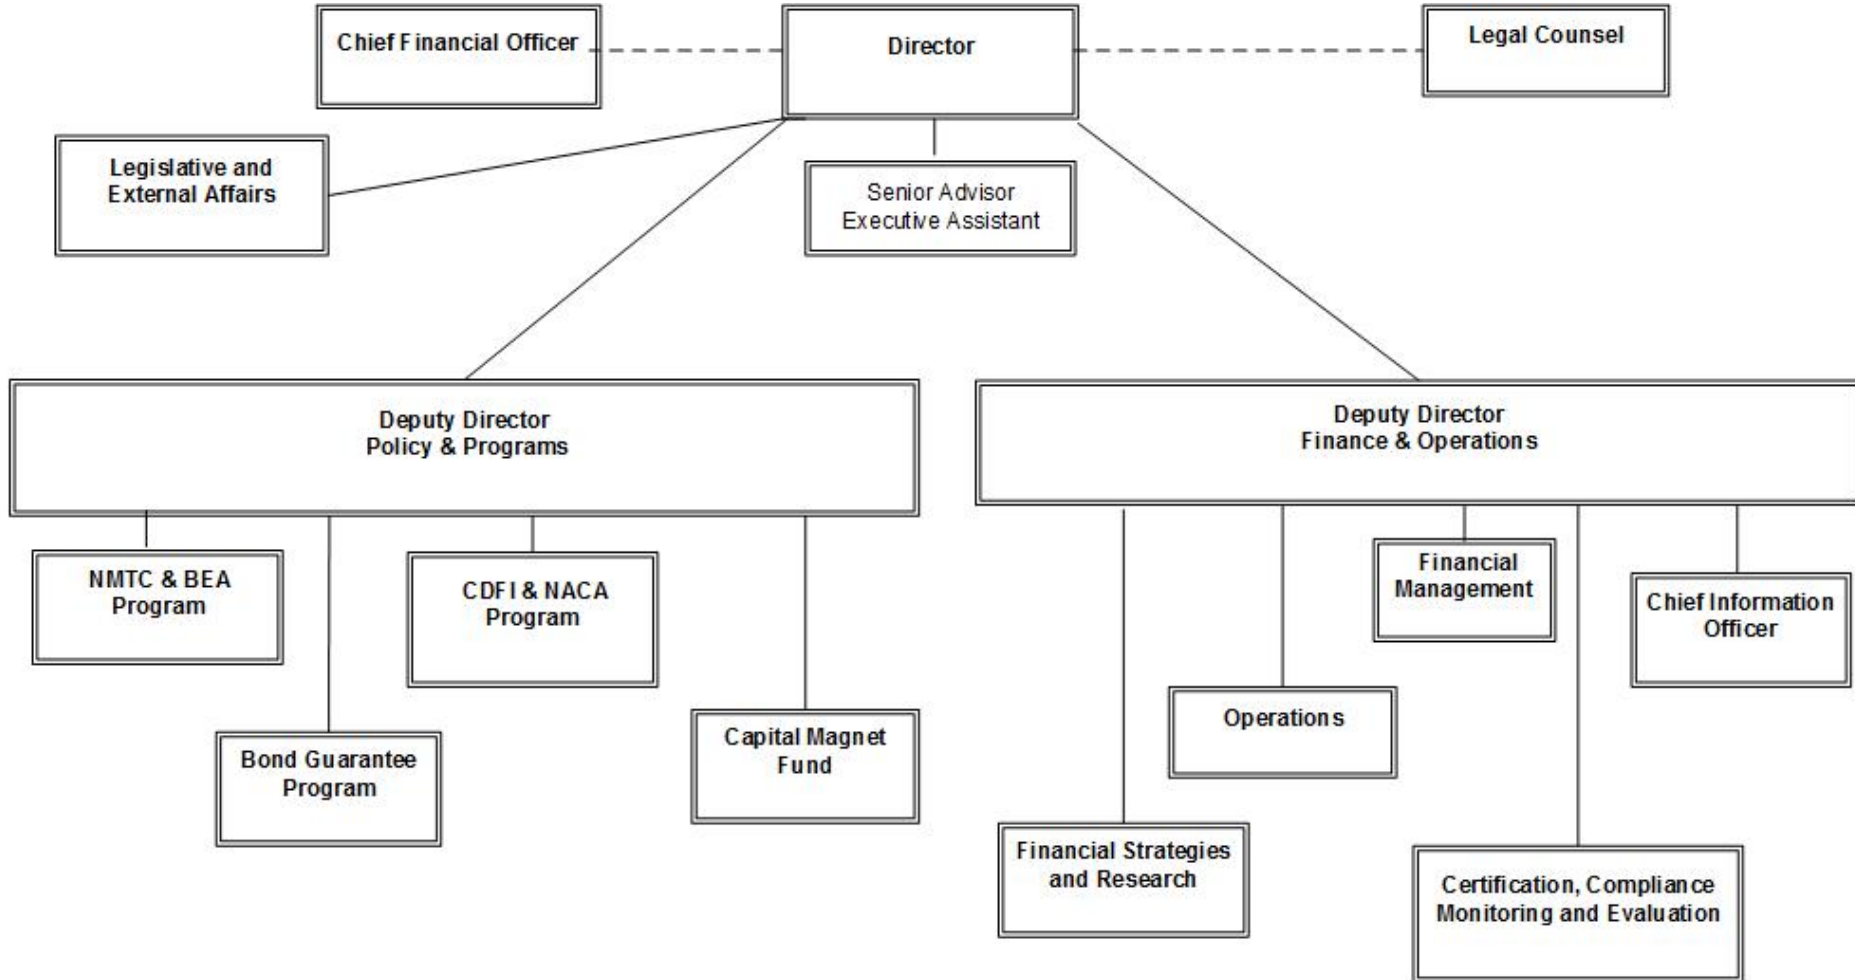 Chief Financial Officer
Director
Legal Counsel
Legislative and
External Affairs
Senior Advisor
Executive Assistant
Deputy Director
Policy & Programs
Deputy Director
Finance & Operations
NMTC & BEA
Program
CDFI & NACA
Program
Financial
Management
Chief Information
Officer
Bond Guarantee
Program
Capital Magnet
Fund
Operations
Financial Strategies
and Research
Certification, Compliance
Monitoring and Evaluation